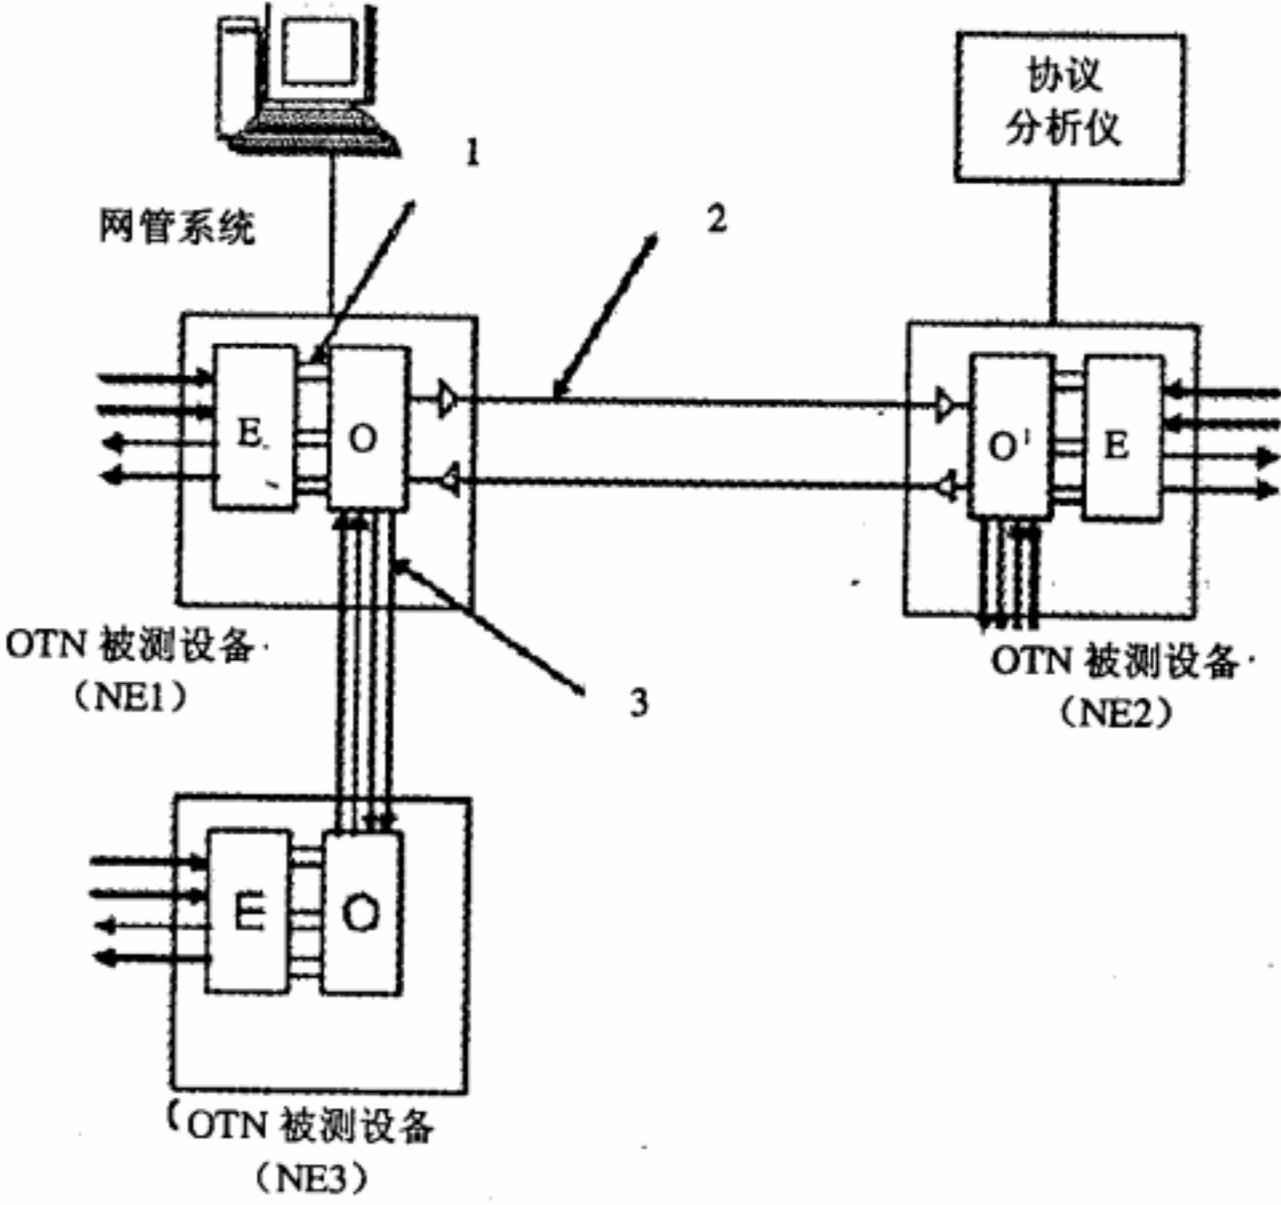 协议
分析仪
1
网管系统
2
E
O
O
E
OTN 被测设备
（NE1）
OTN 被测设备
（NE2）
3
E
O
（OTN 被测设备
（NE3）